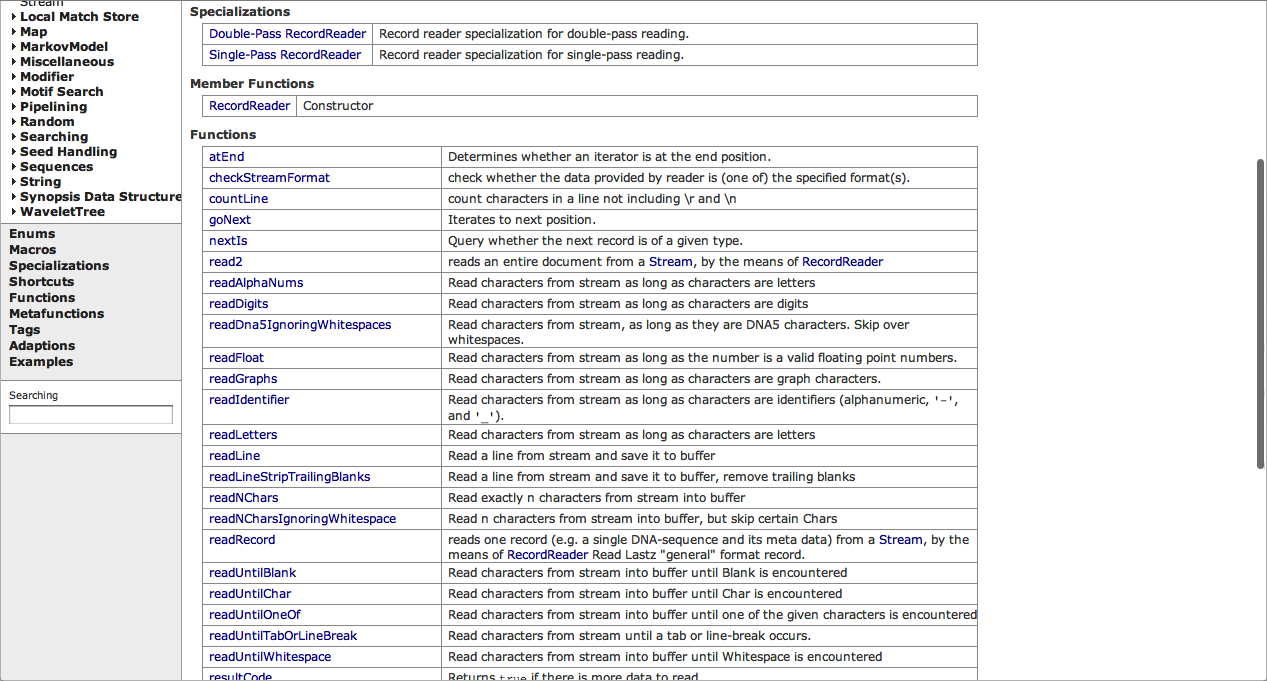 Stream
Local Match Store
Map
MarkovModel
Miscellaneous
Modifier
Motif Search
Pipelining
Random
Searching
Seed Handling
Sequences
String
Synopsis Data Structure
WaveletTree
Enums
Macros
Specializations
Shortcuts
Functions
Metafunctions
Tags
Adaptions
Examples
Searching
Specializations
Double-Pass RecordReader Record reader specialization for double-pass reading.
Single-Pass RecordReader Record reader specialization for single-pass reading.
Member Functions
RecordReader Constructor
Functions
atEnd Determines whether an iterator is at the end position.
checkStreamFormat check whether the data provided by reader is (one of) the specified format(s).
countLine count characters in a line not including \r and \n
goNext Iterates to next position.
nextIs Query whether the next record is of a given type.
read2 reads an entire document from a Stream, by the means of RecordReader
readAlphaNums Read characters from stream as long as characters are letters
readDigits Read characters from stream as long as characters are digits
readDna5IgnoringWhitespaces Read characters from stream, as long as they are DNA5 characters. Skip over
whitespaces.
readFloat Read characters from stream as long as the number is a valid floating point numbers.
readGraphs Read characters from stream as long as characters are graph characters.
readIdentifier Read characters from stream as long as characters are identifiers (alphanumeric, '-',
and '_').
readLetters Read characters from stream as long as characters are letters
readLine Read a line from stream and save it to buffer
readLineStripTrailingBlanks Read a line from stream and save it to buffer, remove trailing blanks
readNChars Read exactly n characters from stream into buffer
readNCharsIgnoringWhitespace Read n characters from stream into buffer, but skip certain Chars
readRecord reads one record (e.g. a single DNA-sequence and its meta data) from a Stream, by the
means of RecordReader Read Lastz "general" format record.
readUntilBlank Read characters from stream into buffer until Blank is encountered
readUntilChar Read characters from stream into buffer until Char is encountered
readUntilOneOf Read characters from stream into buffer until one of the given characters is encountered
readUntilTabOrLineBreak Read characters from stream until a tab or line-break occurs.
readUntilWhitespace Read characters from stream into buffer until Whitespace is encountered
resultCode Returns true if there is more data to read